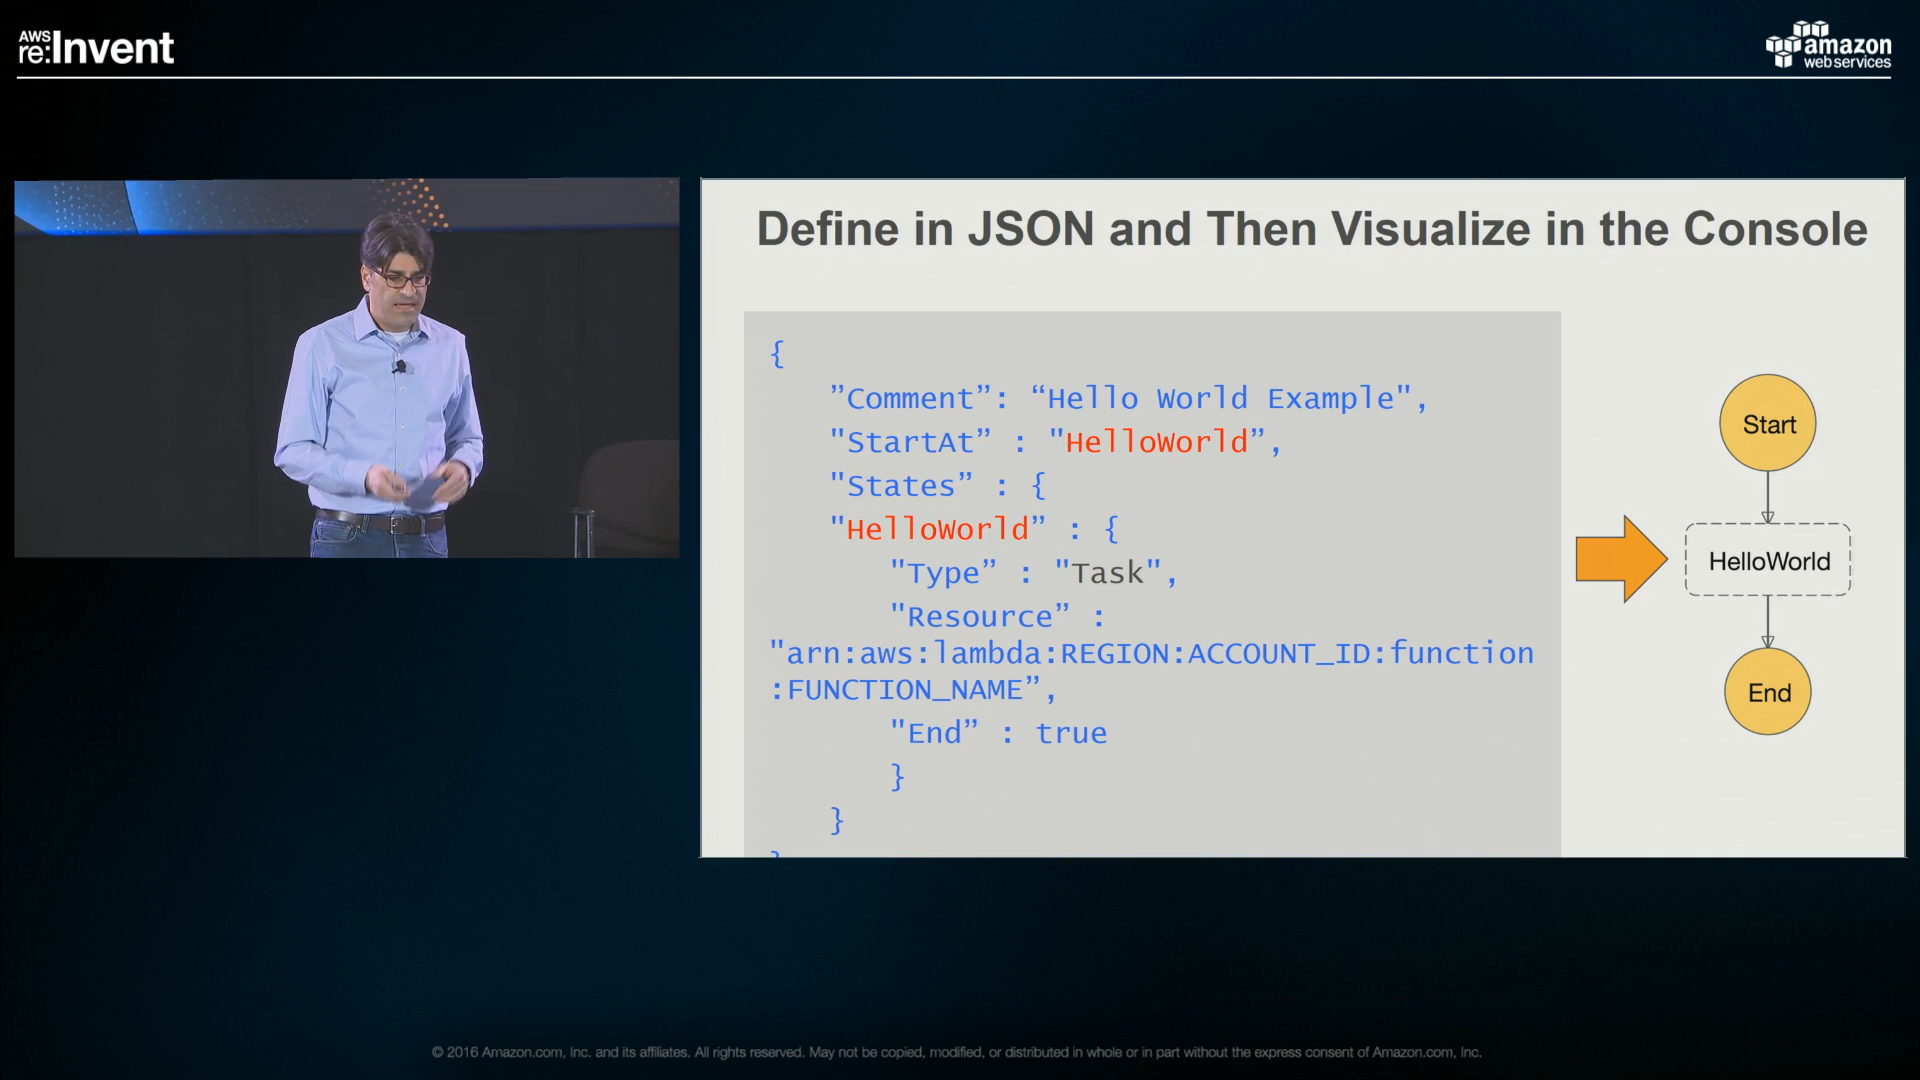 AWS
re:Invent
amazon
webservices
Define in JSON and Then Visualize in the Console
{
”Comment”: “Hello World Example",
"StartAt” : "HelloWorld”,
"States” : {
"HelloWorld” : {
"Type” : "Task",
"Resource” :
"arn:aws:lambda:REGION:ACCOUNT_ID:function
:FUNCTION_NAME”,
"End” : true
}
}
}
Start
HelloWorld
End
© 2016 Amazon.com, Inc. and its affiliates. All rights reserved. May not be copied, modified, or distributed in whole or in part without the express consent of Amazon.com, Inc.